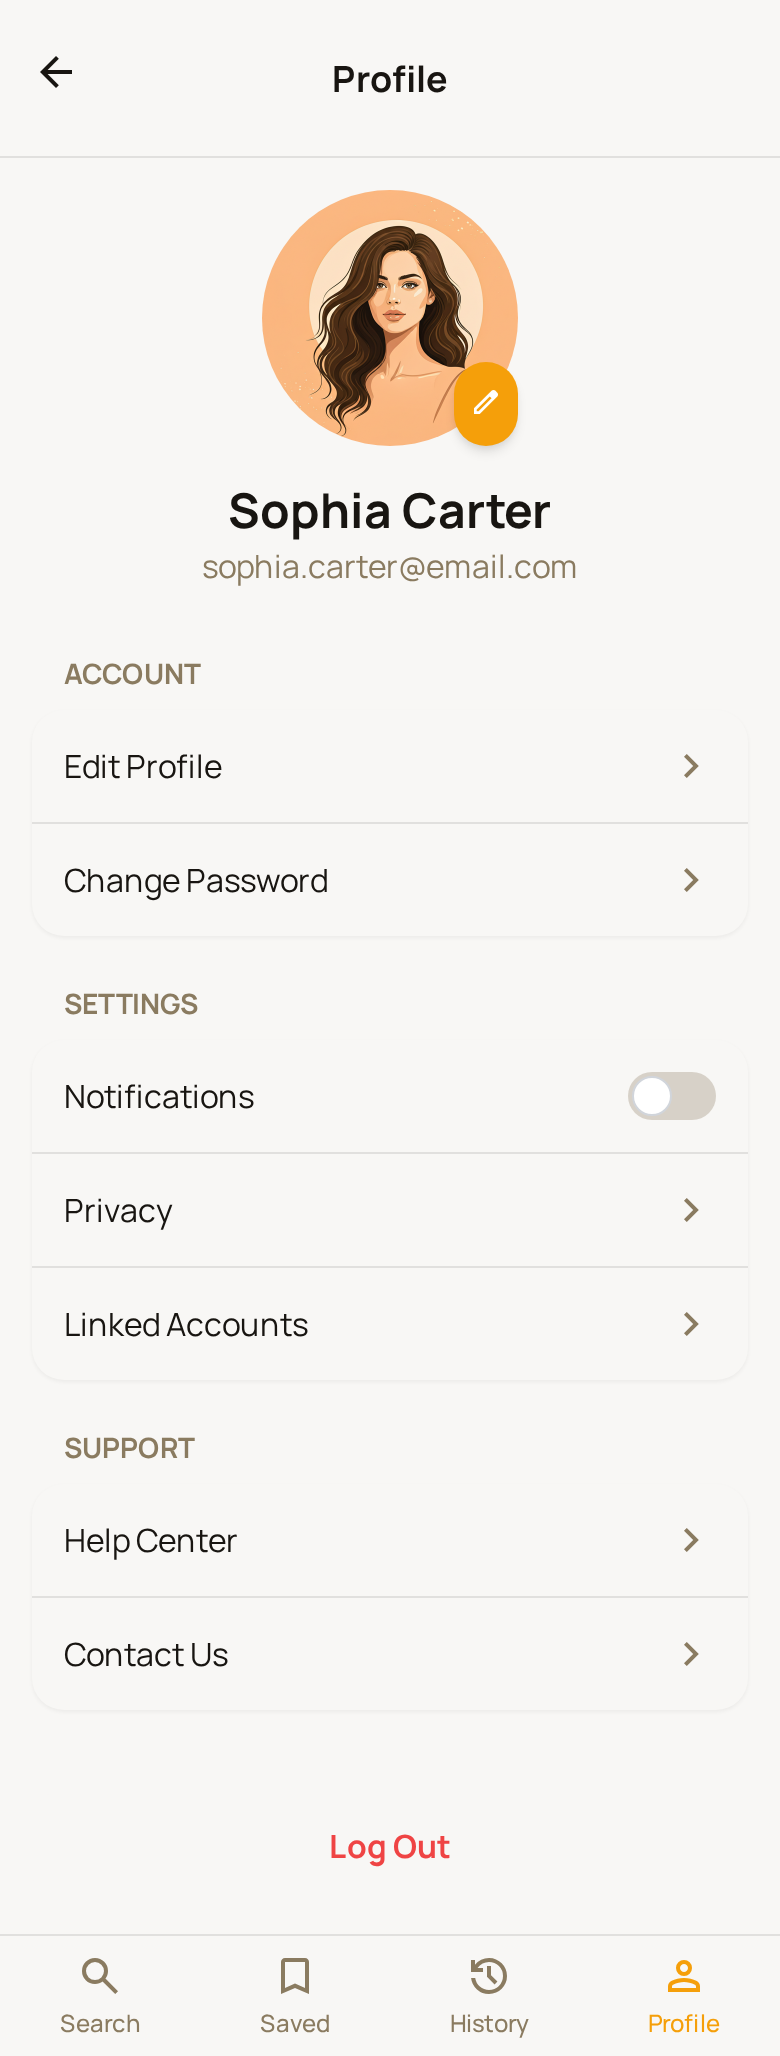 Profile
Sophia Carter
sophia.carter@email.com
ACCOUNT
Edit Profile
Change Password
SETTINGS
Notifications
Privacy
Linked Accounts
SUPPORT
Help Center
Contact Us
Log Out
Search Saved History Profile